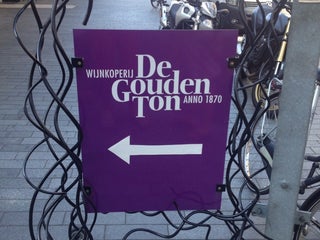 WIJNKOPERIJ De
Gouden
Ton ANNO 1870